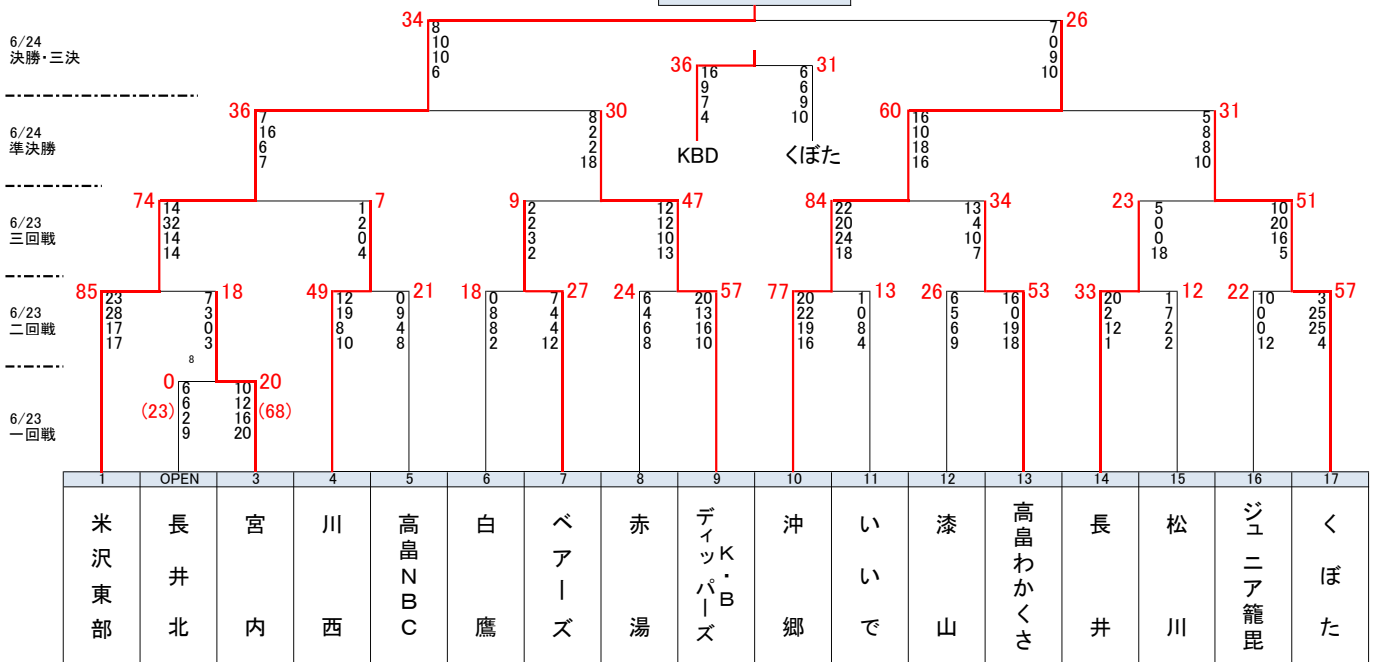 34 26
8 7
10 0
10 9
6 10
6/24
決勝・三決
36 31
16 6
9 6
7 9
4 10
KBD くぼた
36 30 60 31
7 8 16 5
16 2 10 8
6 2 18 8
7 18 16 10
6/24
準決勝
74 7 9 47 84 34 23 51
14 1 2 12 22 13 5 10
32 2 2 12 20 4 0 20
14 0 3 10 24 10 0 16
14 4 2 13 18 7 18 5
6/23
三回戦
85 18 49 21 18 27 24 57 77 13 26 53 33 12 22 57
23 7 12 0 0 7 6 20 20 1 6 16 20 1 10 3
28 3 19 9 8 4 4 13 22 0 5 0 2 7 0 25
17 0 8 4 8 4 6 16 19 8 6 19 12 2 0 25
17 3 10 8 2 12 8 10 16 4 9 18 1 2 12 4
6/23
二回戦
8
0 20
6 10
6 12
(23) (68)
2 16
9 20
6/23
一回戦
1 OPEN 3 4 5 6 7 8 9 10 11 12 13 14 15 16 17
米沢東部
長井北
宮内
川西
高畠NBC
白鷹
ベアーズ
赤湯
K・B
ディッパーズ
沖郷
いいで
漆山
高畠わかくさ
長井
松川
ジュニア籠毘
くぼた